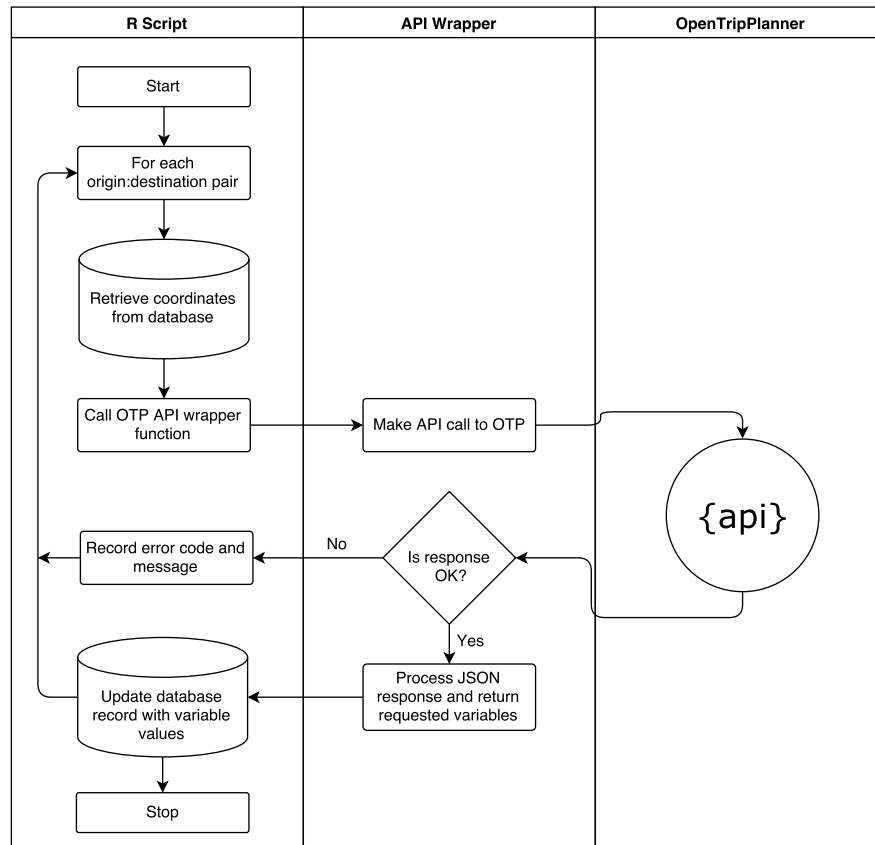 R Script
API Wrapper
OpenTripPlanner
Start
For each
origin:destination pair
Retrieve coordinates
from database
Call OTP API wrapper
function
Make API call to OTP
{api}
Is response
OK?
No
Record error code and
message
Yes
Process JSON
response and return
requested variables
Update database
record with variable
values
Stop